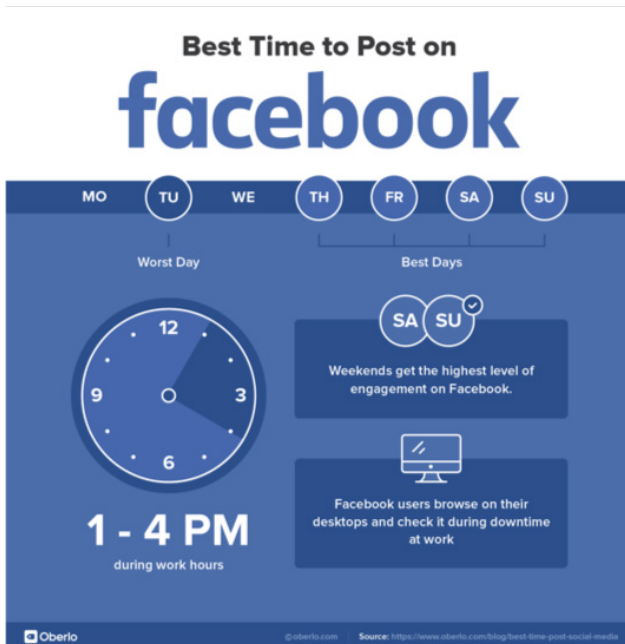 Best Time to Post on
facebook
MO TU WE TH FR SA SU
Worst Day Best Days
12
9 3
6
SA SU
Weekends get the highest level of
engagement on Facebook.
1 - 4 PM
during work hours
Facebook users browse on their
desktops and check it during downtime
at work
Oberlo ©oberlo.com Source: https://www.oberlo.com/blog/best-time-post-social-media